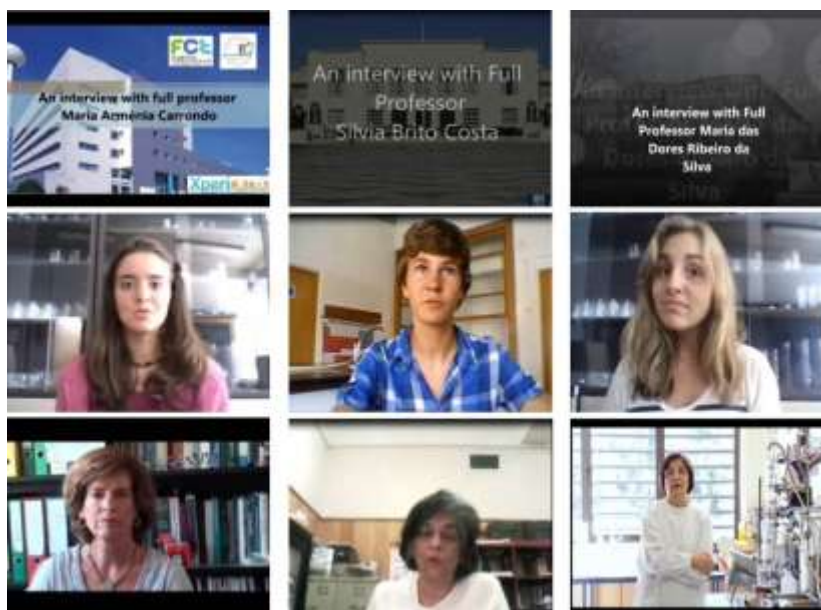 FCT
An interview with full professor
Maria Arménia Carrondo
Xperi
An interview with Full
Professor
Silvia Brito Costa
An interview with Full
Professor Maria das
Dores Ribeiro da
Silva